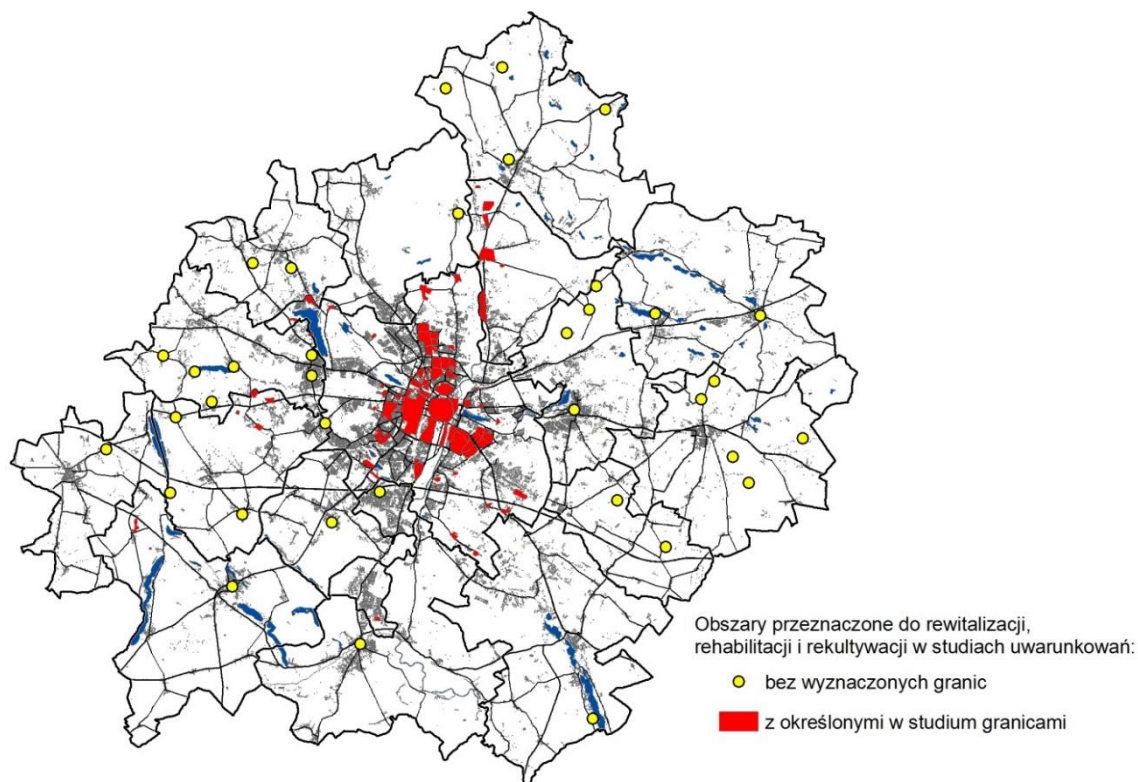 Obszary przeznaczone do rewitalizacji,
rehabilitacji i rekultywacji w studiach uwarunkowań:
bez wyznaczonych granic
z określonymi w studium granicami